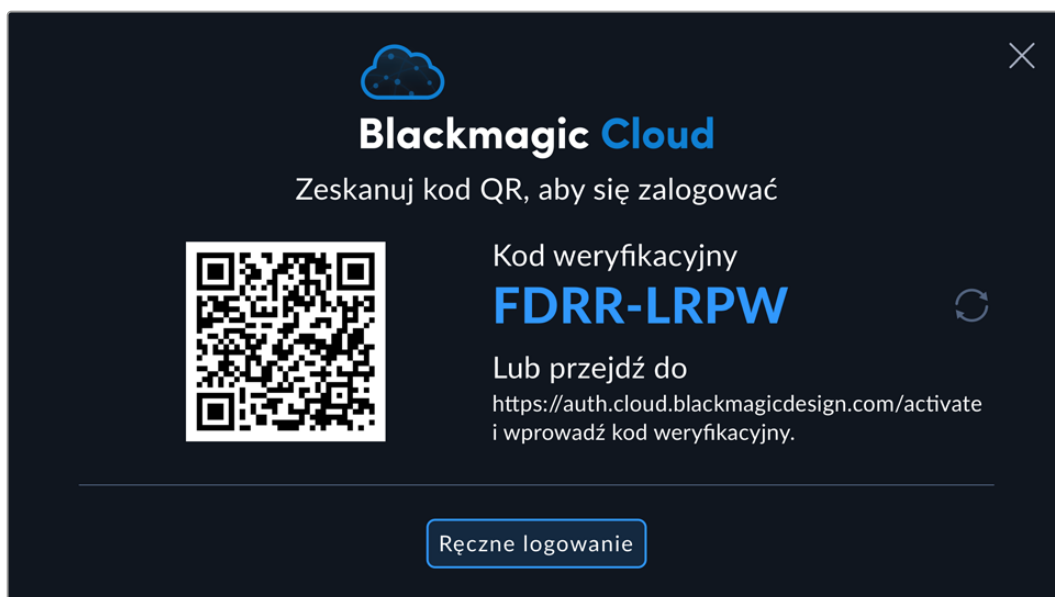 Blackmagic Cloud
Zeskanuj kod QR, aby się zalogować
Kod weryfikacyjny
FDRR-LRPW
Lub przejdź do
https://auth.cloud.blackmagicdesign.com/activate
i wprowadź kod weryfikacyjny.
Ręczne logowanie